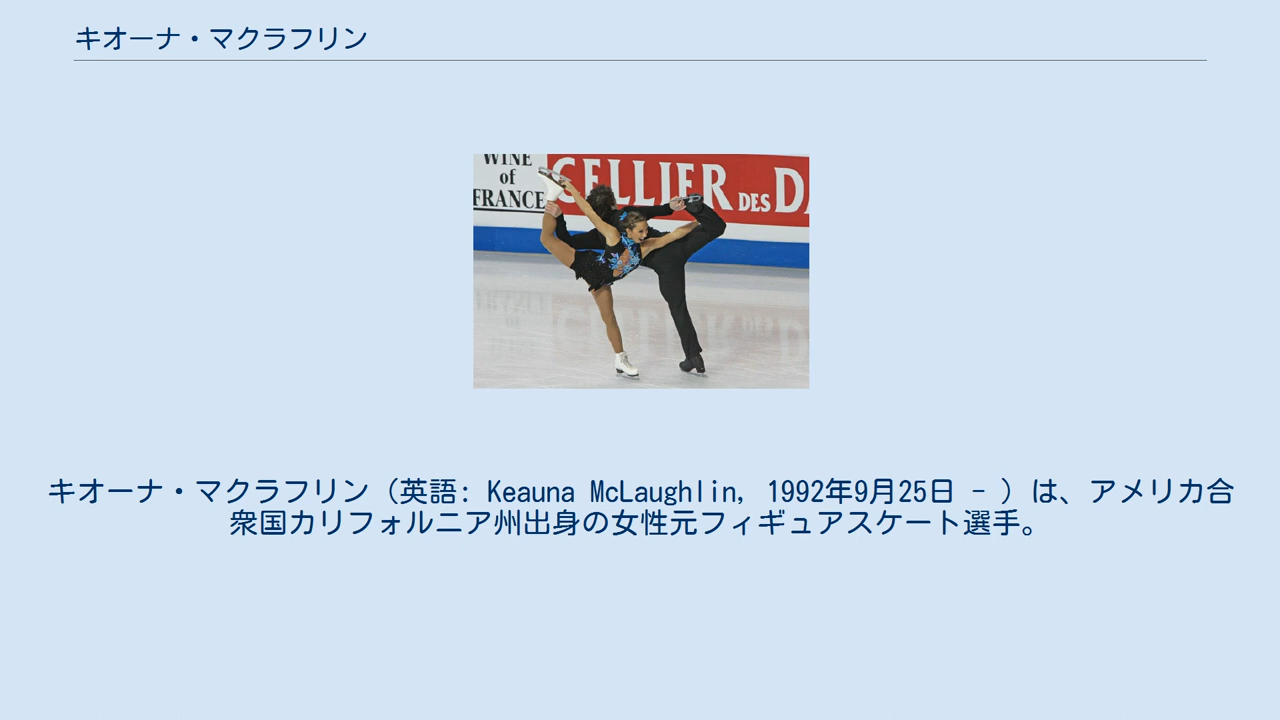 キオーナ・マクラフリン
WINE
of
FRANCE
CELLIER DES DA
キオーナ・マクラフリン（英語: Keauna McLaughlin, 1992年9月25日 - ）は、アメリカ合
衆国カリフォルニア州出身の女性元フィギュアスケート選手。